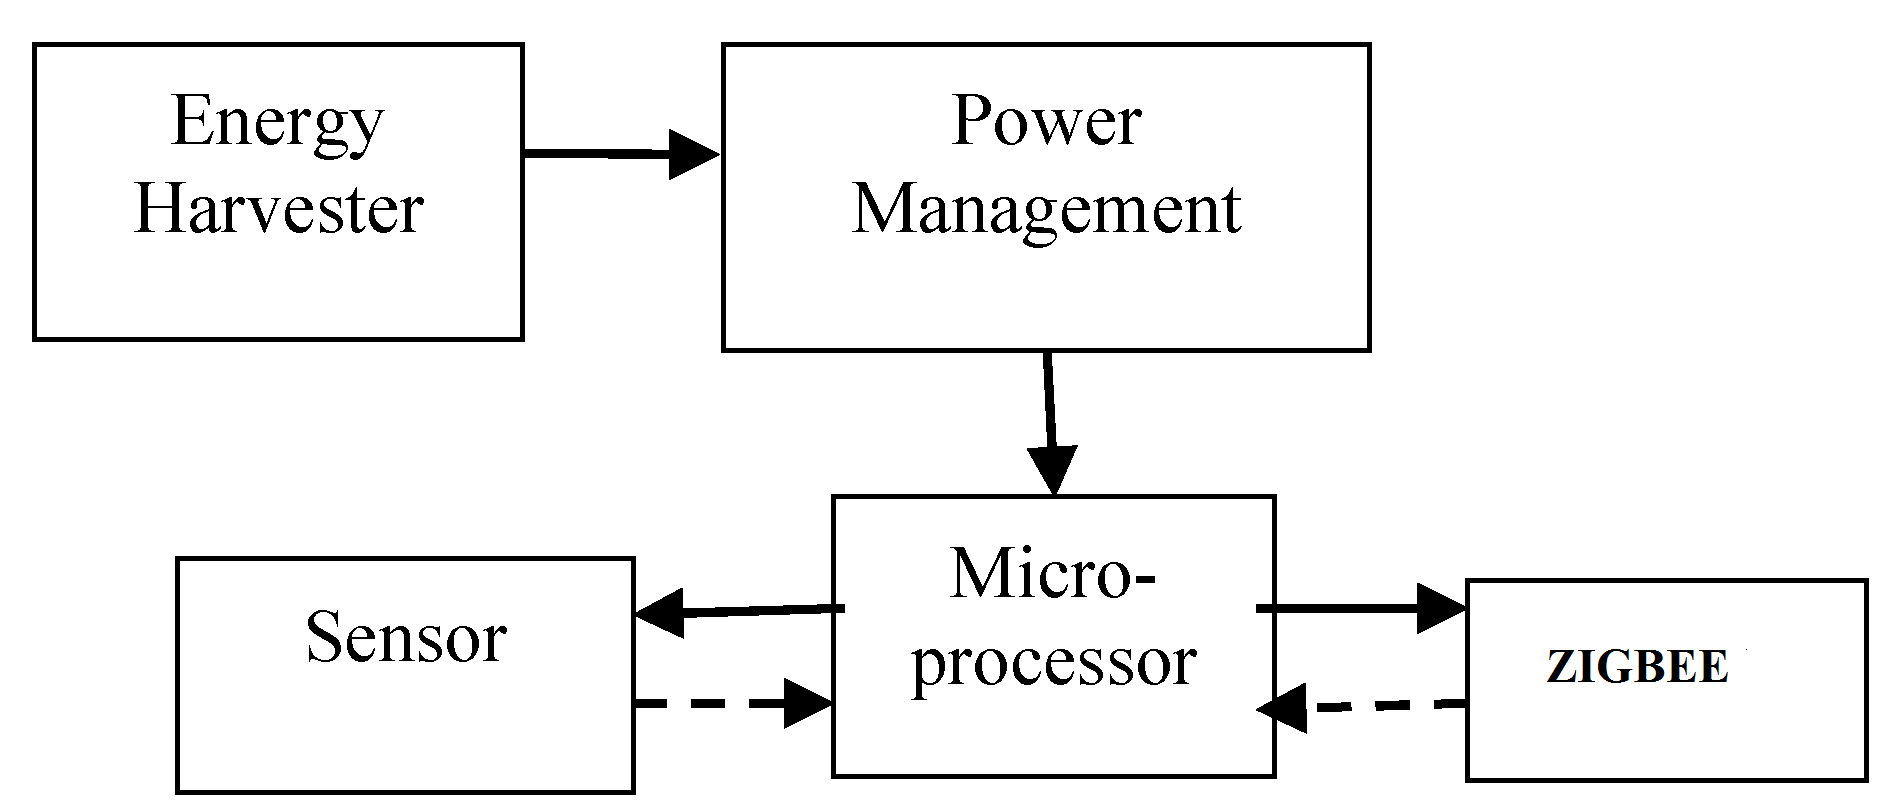 Energy
Harvester
Power
Management
Micro-
processor
Sensor
ZIGBEE